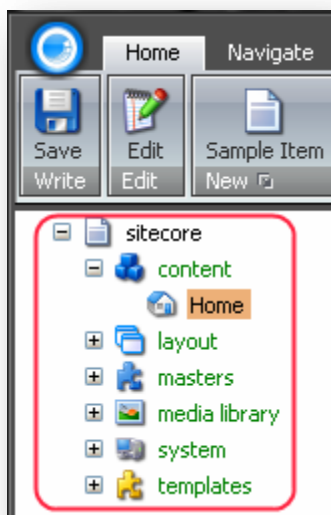 Home Navigate
Save Edit Sample Item
Write Edit New
sitecore
content
Home
layout
masters
media library
system
templates